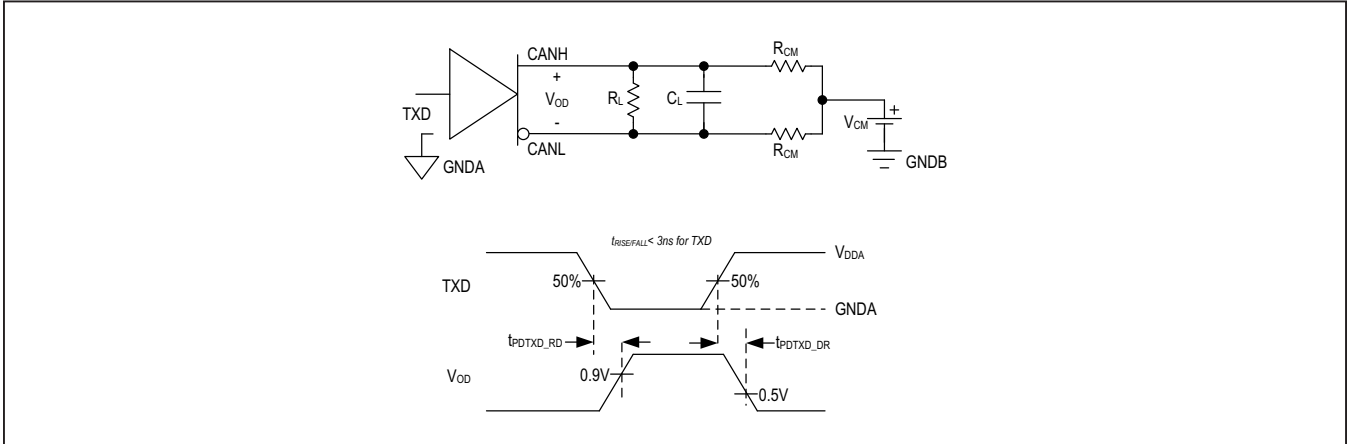 CANH
RCM
+
VOD
-
RL
CL
TXD
VCM
+
CANL
RCM
GNDA
GNDB
tRISE/FALL< 3ns for TXD
VDDA
TXD
50%
50%
GNDA
tPDTXD_RD
tPDTXD_DR
VOD
0.9V
0.5V